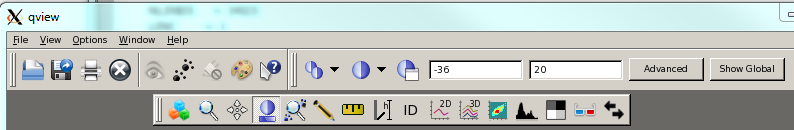 qview
File View Options Window Help
-36 20 Advanced Show Global
h ID 2D 3D